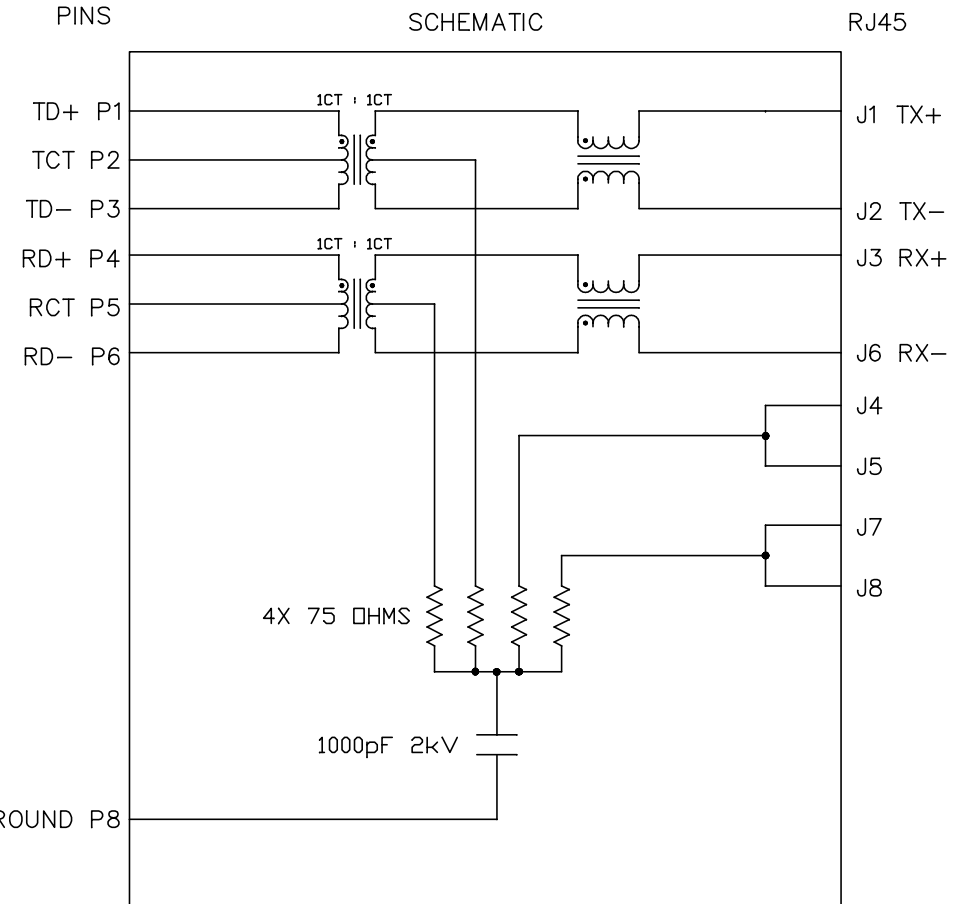 PINS SCHEMATIC RJ45
1CT : 1CT
TD+ P1 J1 TX+
TCT P2
TD- P3 J2 TX-
1CT : 1CT
RD+ P4 J3 RX+
RCT P5
RD- P6 J6 RX-
J4
J5
J7
J8
4X 75 OHMS
1000pF 2kV
ROUND P8